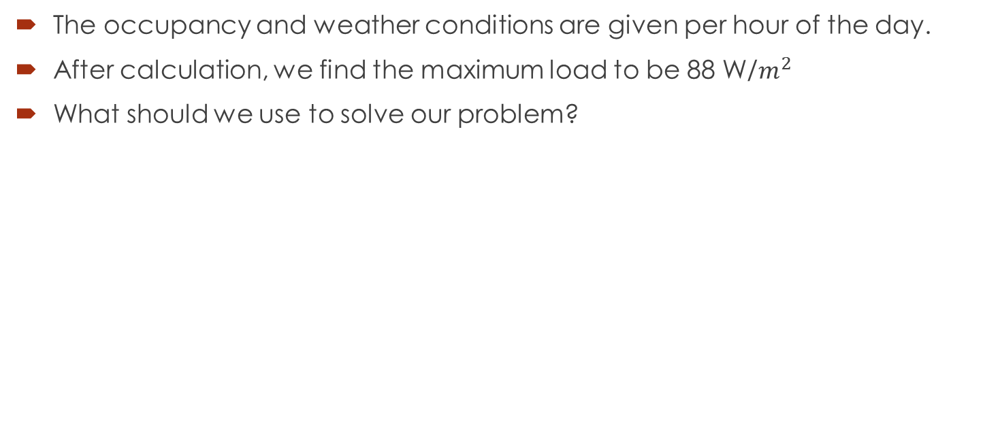 The occupancy and weather conditions are given per hour of the day.
After calculation, we find the maximum load to be 88 W/m²
What should we use to solve our problem?